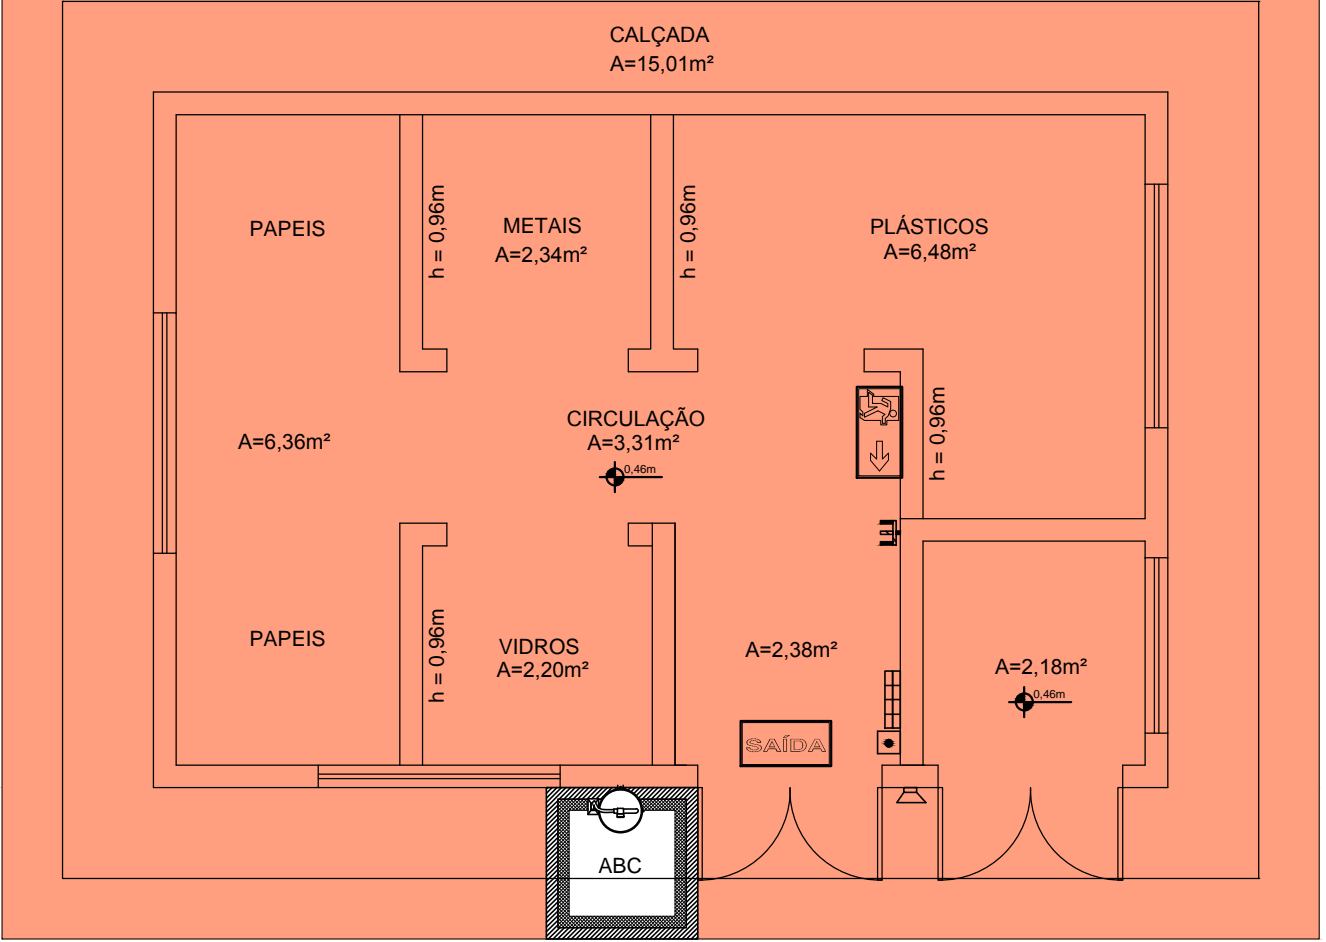 CALÇADA
A=15,01m²
PAPEIS
h = 0,96m
METAIS
A=2,34m²
h = 0,96m
PLÁSTICOS
A=6,48m²
A=6,36m²
CIRCULAÇÃO
A=3,31m²
0,46m
h = 0,96m
PAPEIS
h = 0,96m
VIDROS
A=2,20m²
A=2,38m²
A=2,18m²
0,46m
SAÍDA
ABC